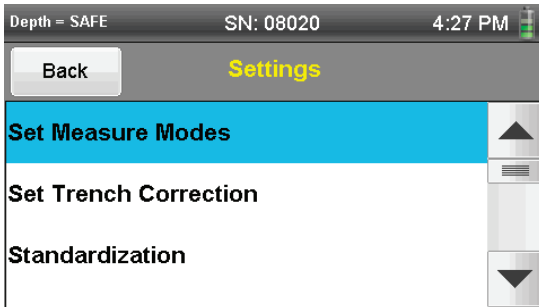 Depth = SAFE SN: 08020 4:27 PM
Back Settings
Set Measure Modes
Set Trench Correction
Standardization